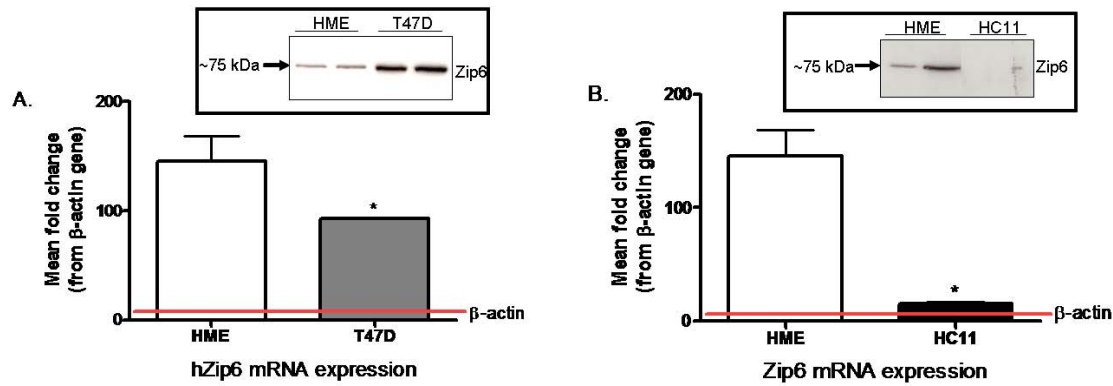 A.
HME T47D
~75 kDa
Zip6
Mean fold change
(from β-actin gene)
200
100
0
*
β-actin
HME T47D
hZip6 mRNA expression
B.
HME HC11
~75 kDa
Zip6
Mean fold change
(from β-actin gene)
200
100
0
*
β-actin
HME HC11
Zip6 mRNA expression